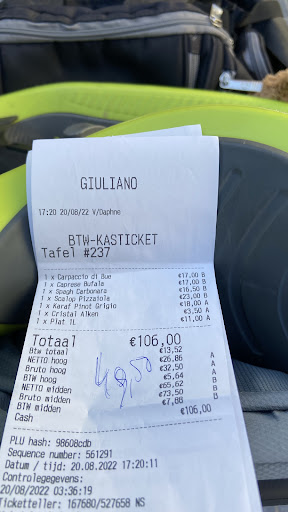 GIULIANO
17:20 20/08/22 V/Daphne
BTW-KASTICKET
Tafel #237
1 x Carpaccio di Bue €17,00 B
1 x Caprese Bufala €17,00 B
1 x Spagh Carbonara €16,50 B
1 x Scalop Pizzaiola €23,00 B
1 x Karaf Pinot Grigio €18,00 A
1 x Cristal Alken €3,50 A
1 x Plat 1L €11,00 A
Totaal €106,00
Btw totaal €13,52
NETTO hoog €26,86 A
Bruto hoog €32,50 A
BTW hoog €5,64 A
NETTO midden €65,62 B
Bruto midden €73,50 B
BTW midden €7,88 B
Cash €106,00
49,50
PLU hash: 98608cdb
Sequence number: 561291
Datum / tijd: 20.08.2022 17:20:11
Controlegegevens:
20/08/2022 03:36:19
Ticketteller: 167680/527658 NS